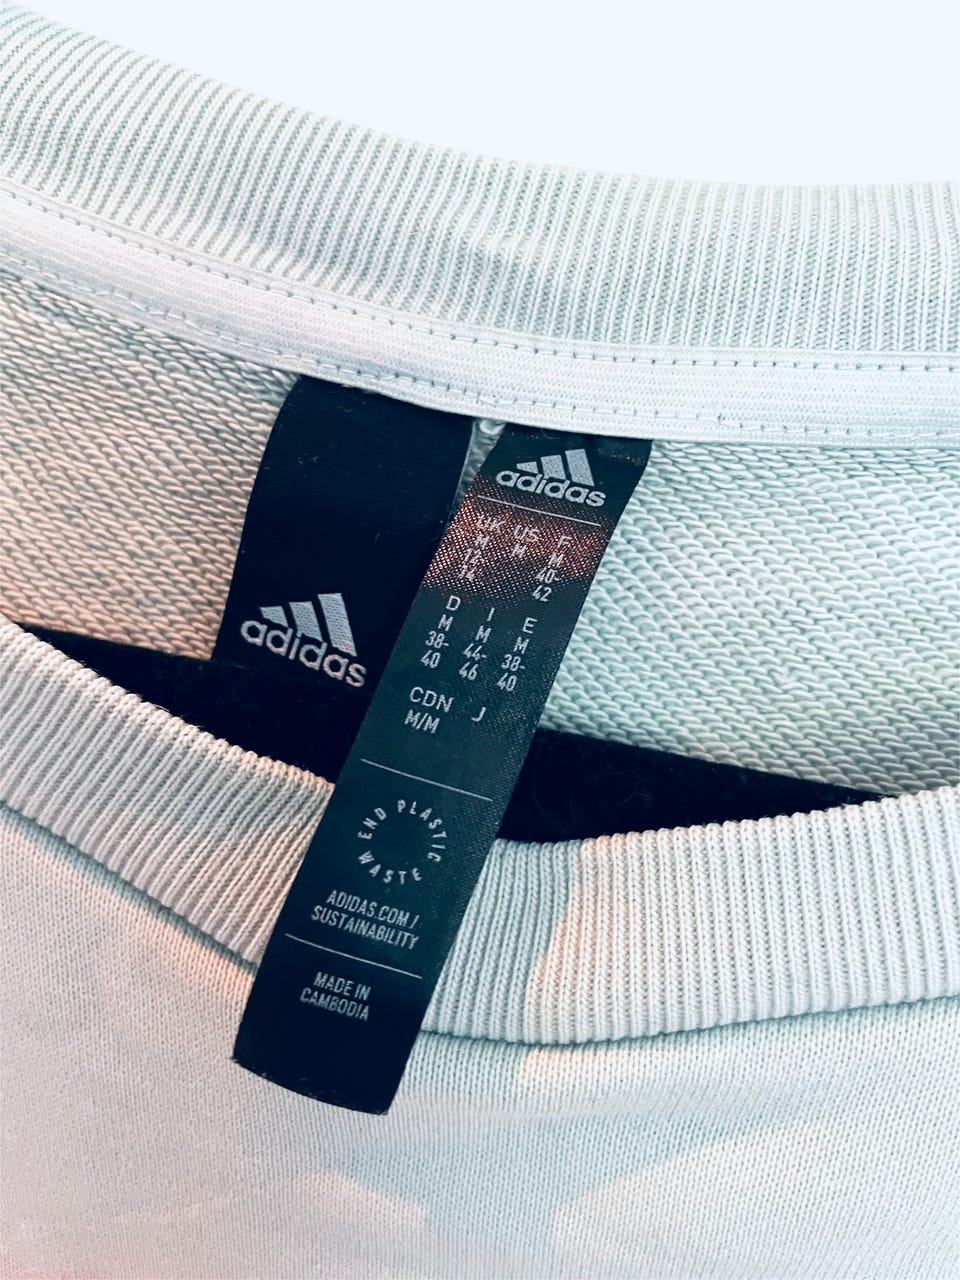 adidas
adidas
UK US F
M M M
12- 40-
14 42
D I E
M M M
38- 44- 38-
40 46 40
CDN J
M/M
END PLASTIC WASTE
ADIDAS.COM /
SUSTAINABILITY
MADE IN
CAMBODIA